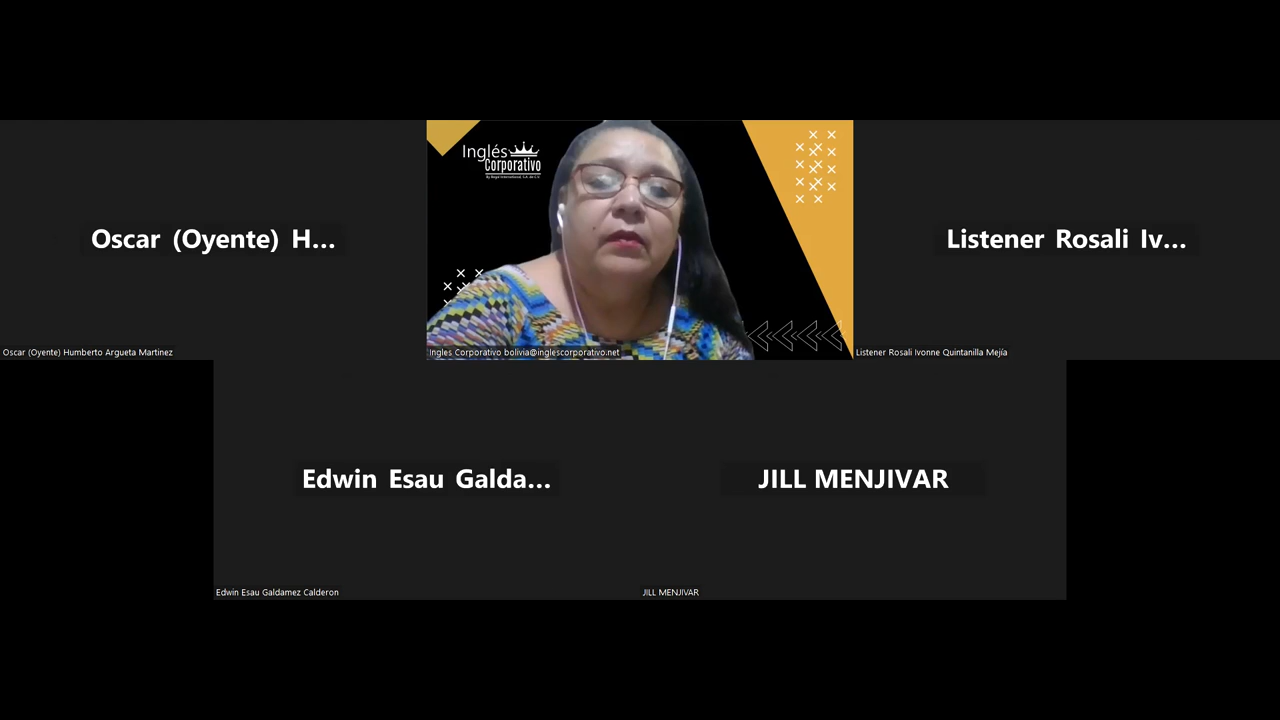 Oscar (Oyente) H...
Inglés
Corporativo
Listener Rosali Iv...
Oscar (Oyente) Humberto Argueta Martinez
Ingles Corporativo bolivia@inglescorporativo.net
Listener Rosali Ivonne Quintanilla Mejía
Edwin Esau Galda...
JILL MENJIVAR
Edwin Esau Galdamez Calderon
JILL MENJIVAR